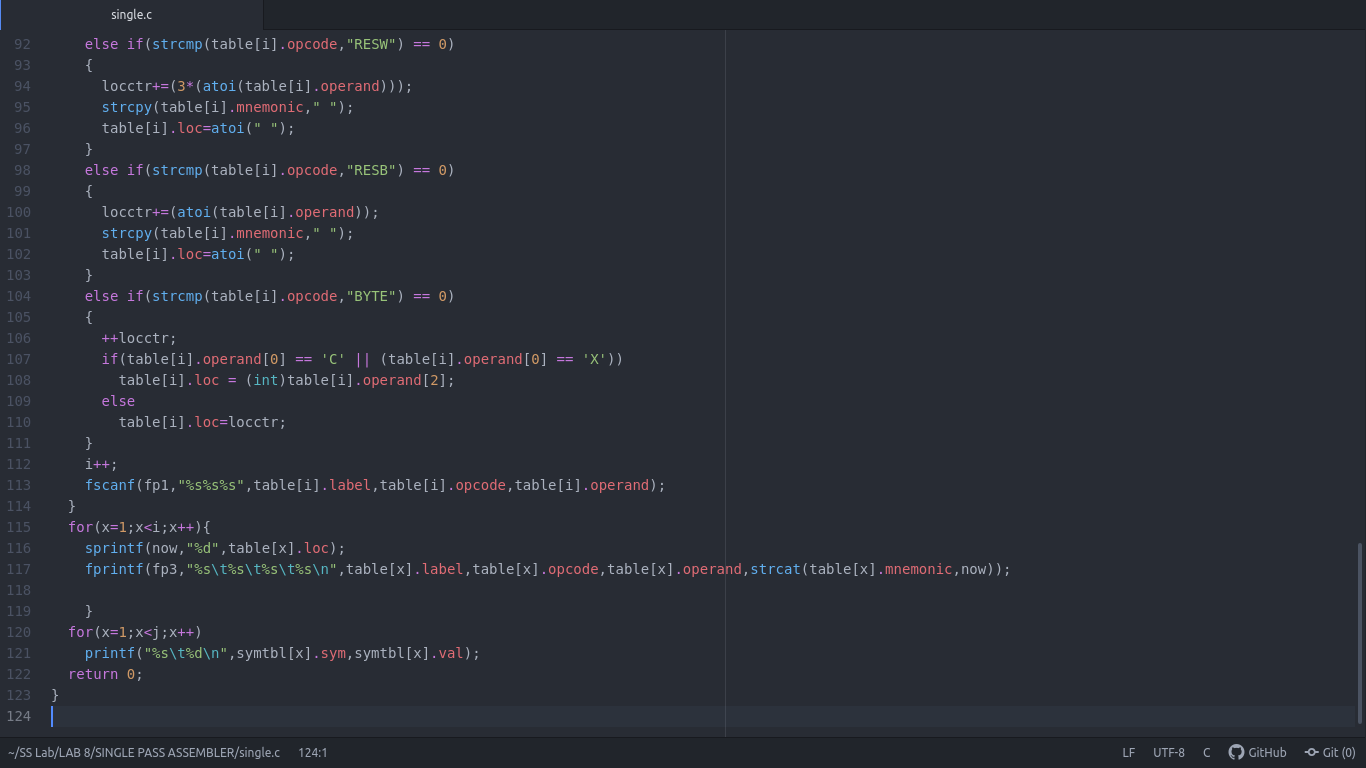 single.c
92 else if(strcmp(table[i].opcode,"RESW") == 0)
93 {
94 locctr+=(3*(atoi(table[i].operand)));
95 strcpy(table[i].mnemonic," ");
96 table[i].loc=atoi(" ");
97 }
98 else if(strcmp(table[i].opcode,"RESB") == 0)
99 {
100 locctr+=(atoi(table[i].operand));
101 strcpy(table[i].mnemonic," ");
102 table[i].loc=atoi(" ");
103 }
104 else if(strcmp(table[i].opcode,"BYTE") == 0)
105 {
106 ++locctr;
107 if(table[i].operand[0] == 'C' || (table[i].operand[0] == 'X'))
108 table[i].loc = (int)table[i].operand[2];
109 else
110 table[i].loc=locctr;
111 }
112 i++;
113 fscanf(fp1,"%s%s%s",table[i].label,table[i].opcode,table[i].operand);
114 }
115 for(x=1;x<i;x++){
116 sprintf(now,"%d",table[x].loc);
117 fprintf(fp3,"%s\t%s\t%s\t%s\n",table[x].label,table[x].opcode,table[x].operand,strcat(table[x].mnemonic,now));
118
119 }
120 for(x=1;x<j;x++)
121 printf("%s\t%d\n",symtbl[x].sym,symtbl[x].val);
122 return 0;
123 }
124
~/SS Lab/LAB 8/SINGLE PASS ASSEMBLER/single.c 124:1 LF UTF-8 C GitHub Git (0)